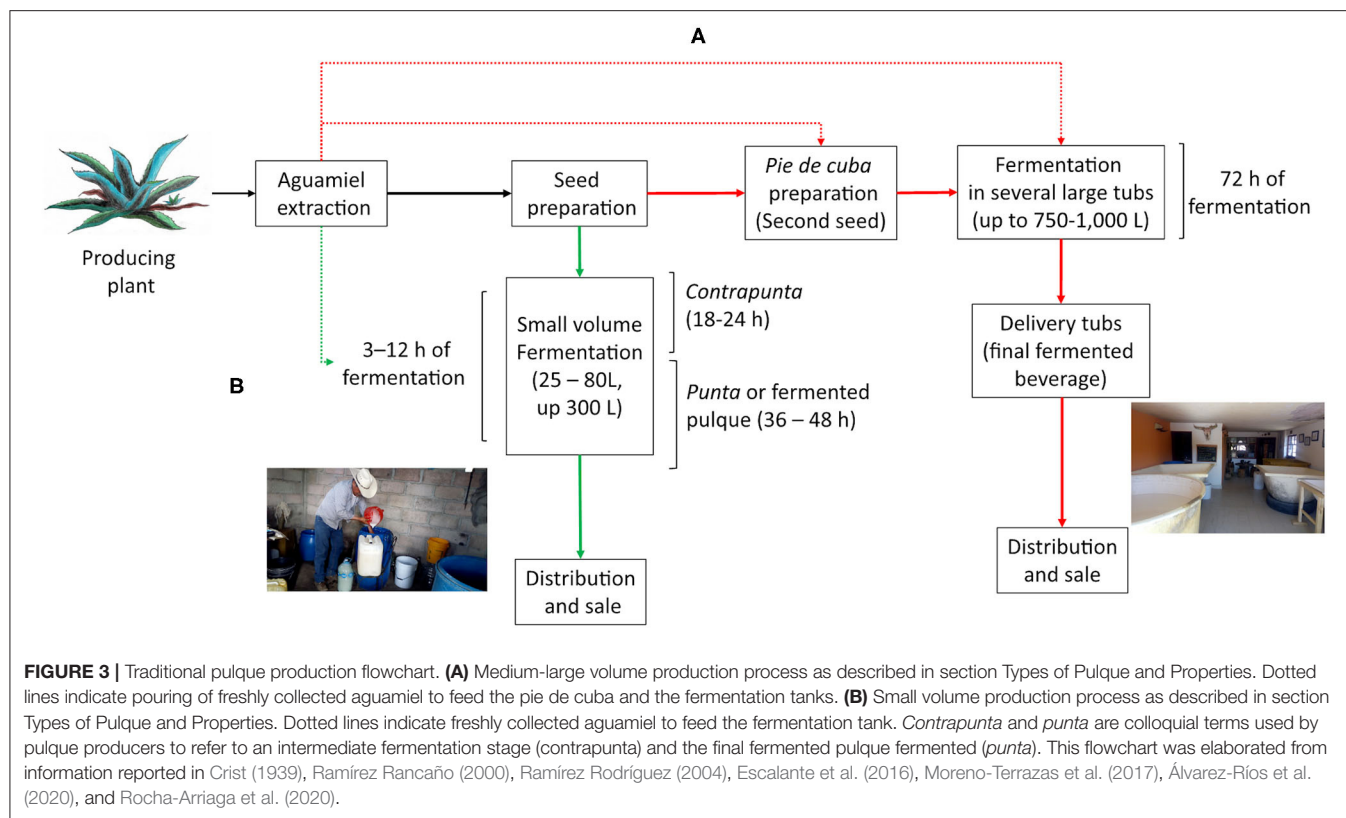 A
Producing
plant
Aguamiel
extraction
Seed
preparation
Pie de cuba
preparation
(Second seed)
Fermentation
in several large tubs
(up to 750-1,000 L)
72 h of
fermentation
B
3–12 h of
fermentation
Small volume
Fermentation
(25 – 80L,
up 300 L)
Contrapunta
(18-24 h)
Punta or fermented
pulque (36 – 48 h)
Delivery tubs
(final fermented
beverage)
Distribution
and sale
Distribution
and sale
FIGURE 3 | Traditional pulque production flowchart. (A) Medium-large volume production process as described in section Types of Pulque and Properties. Dotted
lines indicate pouring of freshly collected aguamiel to feed the pie de cuba and the fermentation tanks. (B) Small volume production process as described in section
Types of Pulque and Properties. Dotted lines indicate freshly collected aguamiel to feed the fermentation tank. Contrapunta and punta are colloquial terms used by
pulque producers to refer to an intermediate fermentation stage (contrapunta) and the final fermented pulque fermented (punta). This flowchart was elaborated from
information reported in Crist (1939), Ramírez Rancaño (2000), Ramírez Rodríguez (2004), Escalante et al. (2016), Moreno-Terrazas et al. (2017), Álvarez-Ríos et al.
(2020), and Rocha-Arriaga et al. (2020).